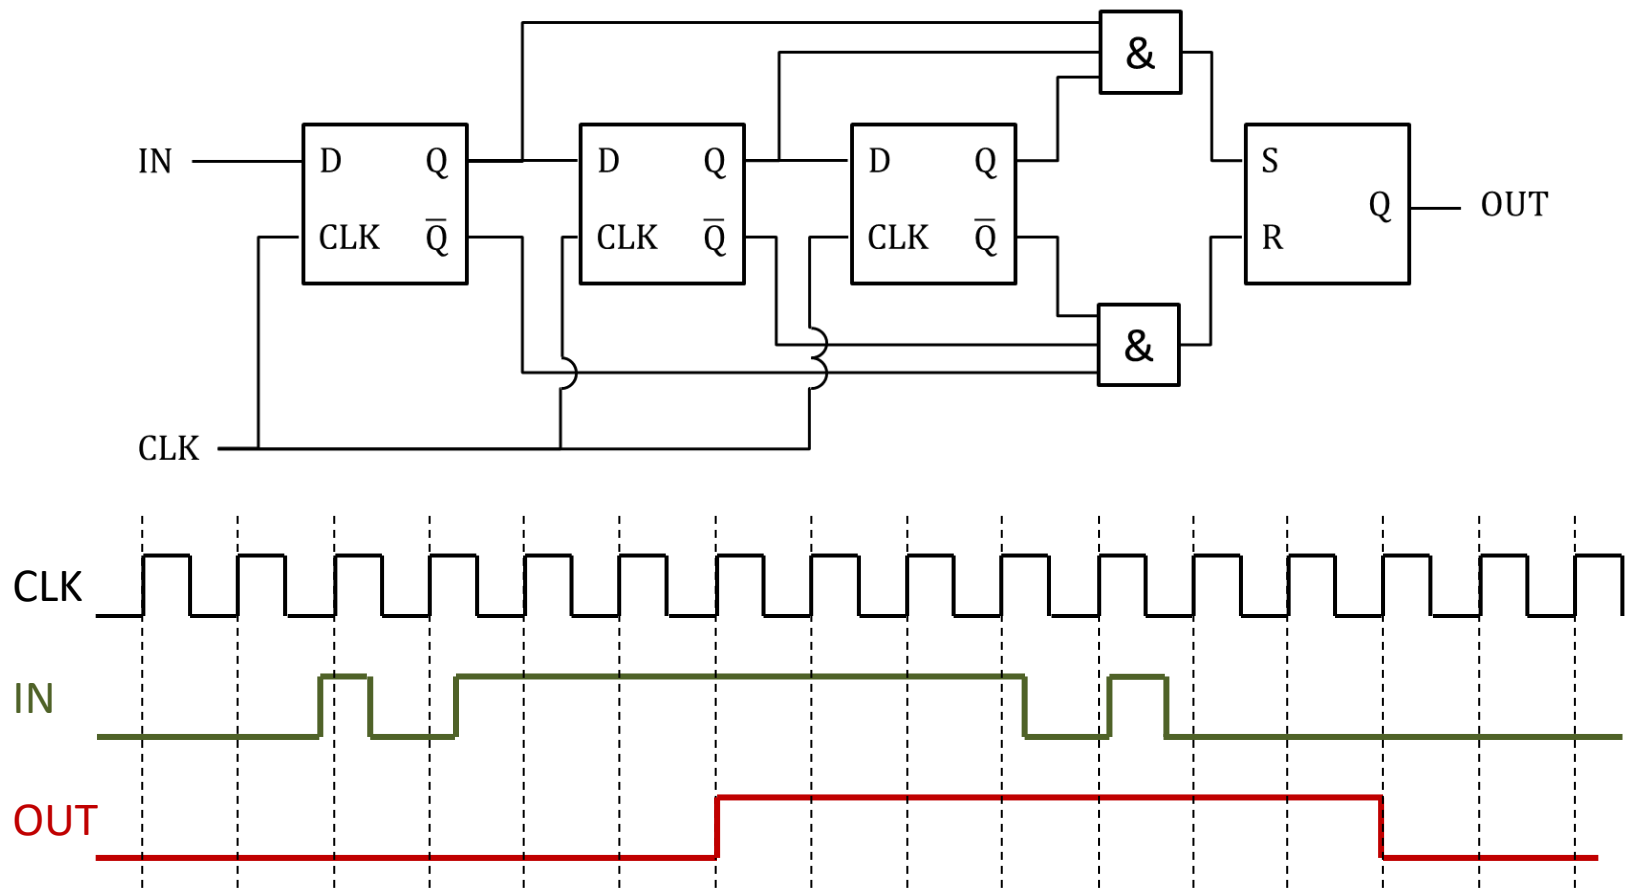 &
IN D Q D Q D Q S
Q OUT
CLK Q̅ CLK Q̅ CLK Q̅ R
&
CLK
CLK
IN
OUT